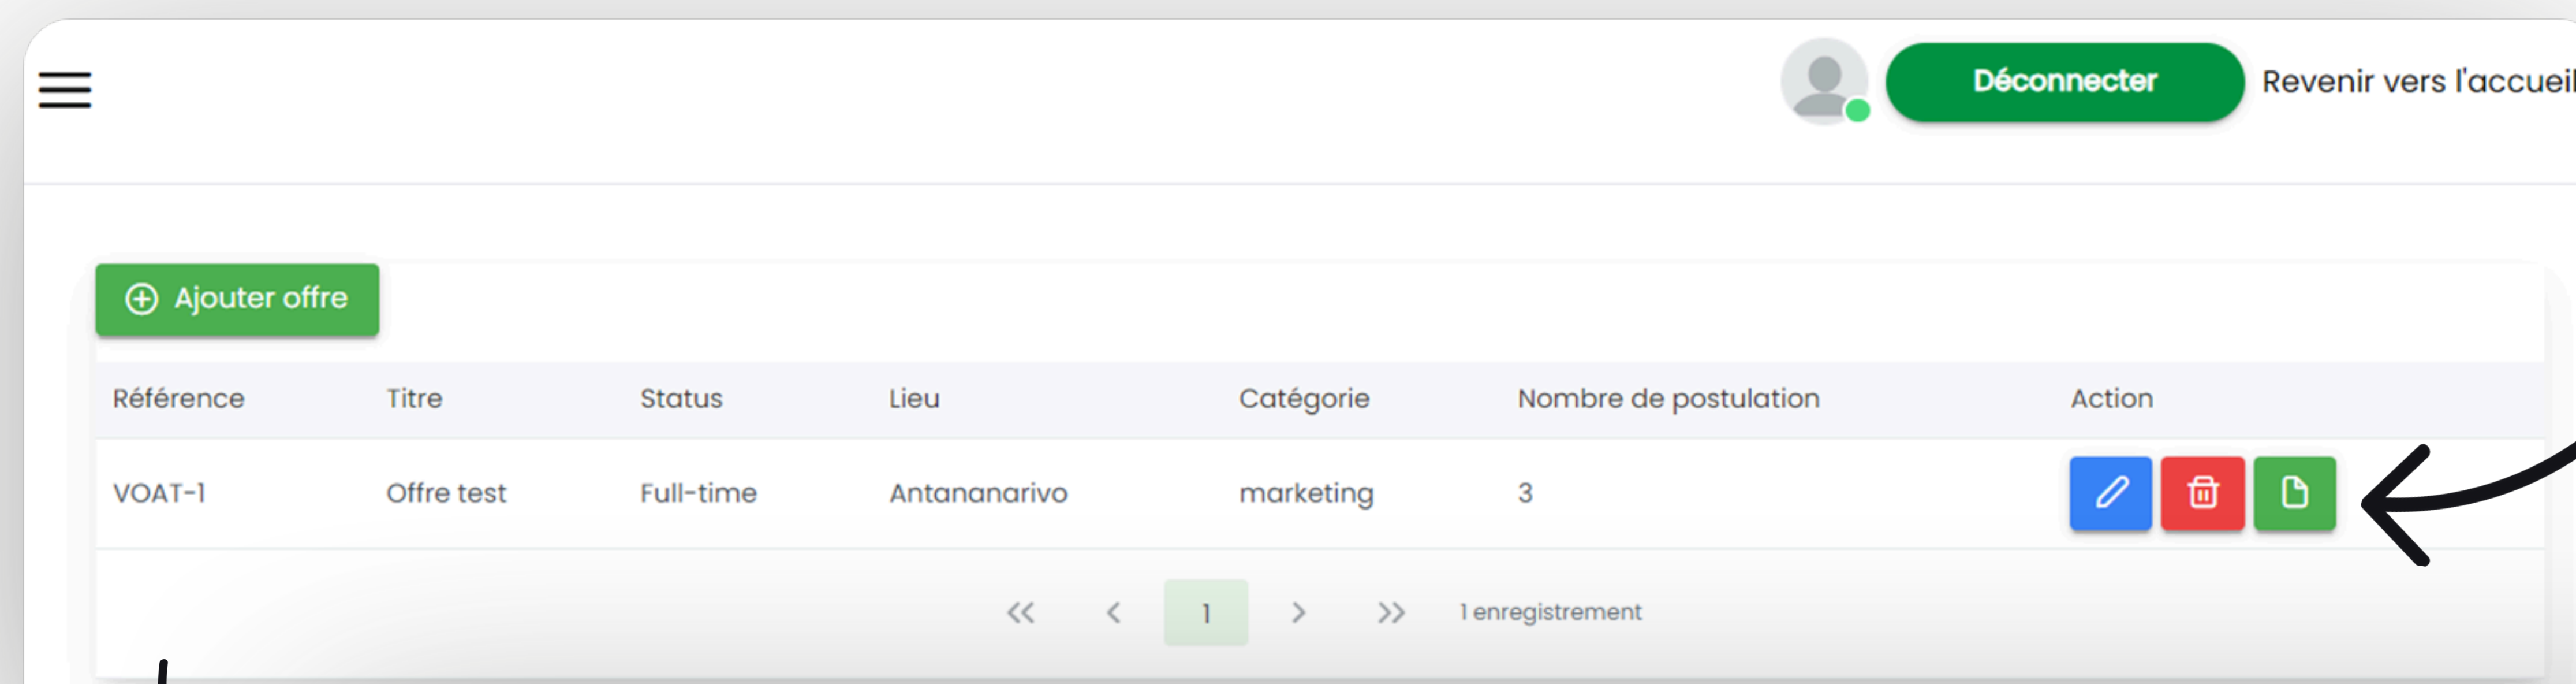 Déconnecter Revenir vers l'accueil
Ajouter offre
Référence Titre Status Lieu Catégorie Nombre de postulation Action
VOAT-1 Offre test Full-time Antananarivo marketing 3
1 1 enregistrement